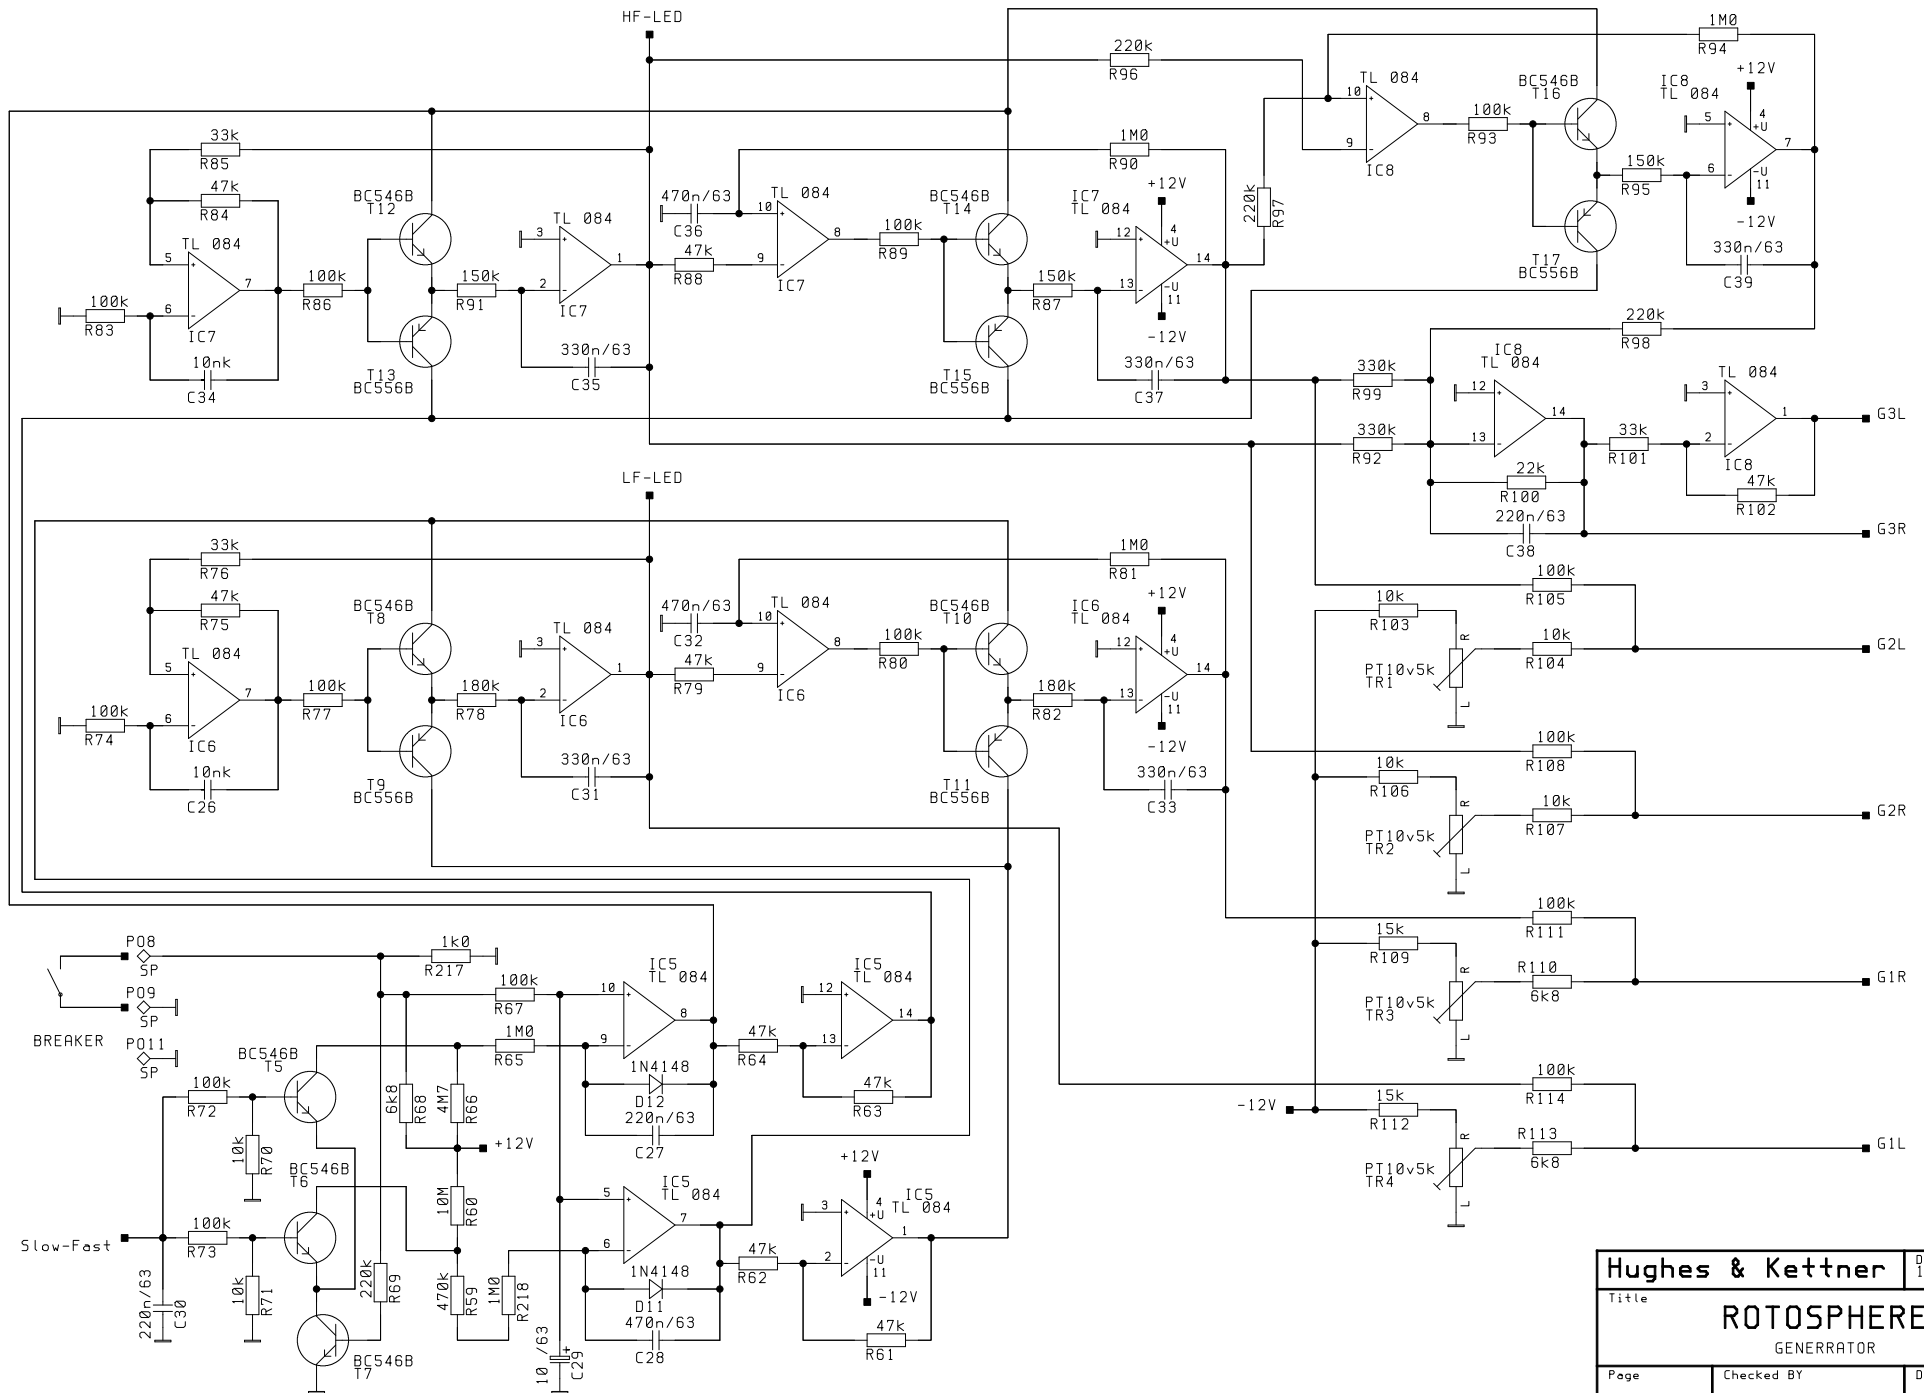 HF-LED
220k
R96
1M0
R94
TL 084
10
9
8
IC8
100k
R93
BC546B
T16
IC8
TL 084
+12V
5
4
+U
7
6
-U
11
-12V
150k
R95
T17
BC556B
330n/63
C39
33k
R85
47k
R84
TL 084
5
6
7
IC7
100k
R83
10nk
C34
100k
R86
BC546B
T12
T13
BC556B
150k
R91
TL 084
3
2
1
IC7
330n/63
C35
470n/63
C36
47k
R88
TL 084
10
9
8
IC7
1M0
R90
100k
R89
BC546B
T14
T15
BC556B
150k
R87
IC7
TL 084
+12V
12
4
+U
14
13
-U
11
-12V
330n/63
C37
220k
R97
220k
R98
330k
R99
330k
R92
IC8
TL 084
12
13
14
22k
R100
220n/63
C38
33k
R101
TL 084
3
2
1
IC8
47k
R102
G3L
G3R
LF-LED
33k
R76
47k
R75
TL 084
5
6
7
IC6
100k
R74
10nk
C26
100k
R77
BC546B
T8
T9
BC556B
180k
R78
TL 084
3
2
1
IC6
330n/63
C31
470n/63
C32
47k
R79
TL 084
10
9
8
IC6
1M0
R81
100k
R80
BC546B
T10
T11
BC556B
180k
R82
IC6
TL 084
+12V
12
4
+U
14
13
-U
11
-12V
330n/63
C33
100k
R105
10k
R103
R
PT10v5k
TR1
L
10k
R104
G2L
100k
R108
10k
R106
R
PT10v5k
TR2
L
10k
R107
G2R
100k
R111
15k
R109
R
PT10v5k
TR3
L
R110
6k8
G1R
100k
R114
-12V
15k
R112
R
PT10v5k
TR4
L
R113
6k8
G1L
PO8
SP
PO9
SP
BREAKER
PO11
SP
1k0
R217
100k
R67
1M0
R65
IC5
TL 084
10
9
8
1N4148
D12
220n/63
C27
47k
R64
IC5
TL 084
12
13
14
47k
R63
BC546B
T5
100k
R72
10k
R70
6k8
R68
4M7
R66
+12V
BC546B
T6
10M
R60
Slow-Fast
100k
R73
10k
R71
220n/63
C30
220k
R69
BC546B
T7
470k
R59
1M0
R218
10 /63
+
C29
IC5
TL 084
5
6
7
1N4148
D11
470n/63
C28
47k
R62
+12V
IC5
TL 084
3
4
+U
1
2
-U
11
-12V
47k
R61
Hughes & Kettner
D
1
Title
ROTOSPHERE
GENERRATOR
Page
Checked BY
D